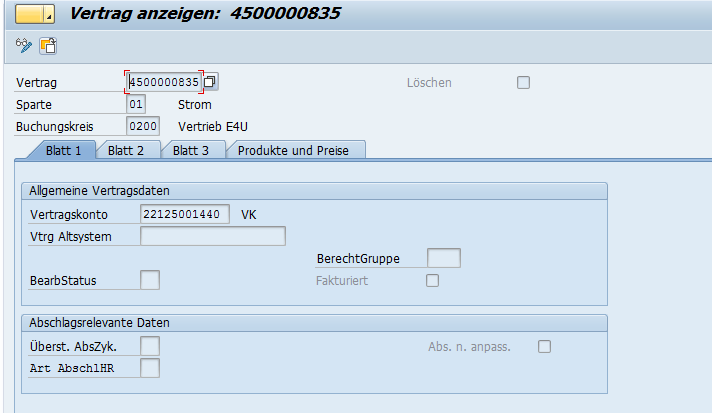 Vertrag anzeigen: 4500000835
Vertrag 4500000835 Löschen
Sparte 01 Strom
Buchungskreis 0200 Vertrieb E4U
Blatt 1 Blatt 2 Blatt 3 Produkte und Preise
Allgemeine Vertragsdaten
Vertragskonto 22125001440 VK
Vtrg Altsystem
BerechtGruppe
BearbStatus Fakturiert
Abschlagsrelevante Daten
Überst. AbsZyk. Abs. n. anpass.
Art AbschlHR